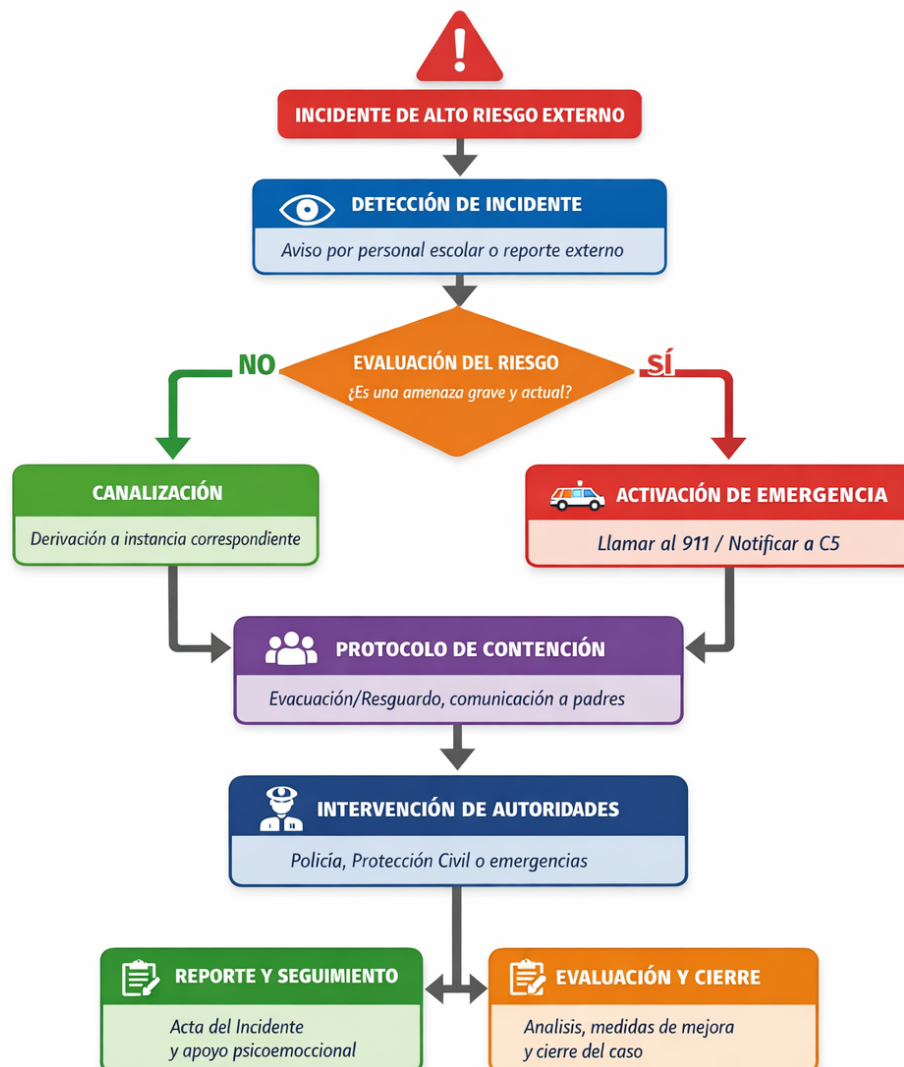 INCIDENTE DE ALTO RIESGO EXTERNO
DETECCIÓN DE INCIDENTE
Aviso por personal escolar o reporte externo
EVALUACIÓN DEL RIESGO
¿Es una amenaza grave y actual?
NO
SÍ
CANALIZACIÓN
Derivación a instancia correspondiente
ACTIVACIÓN DE EMERGENCIA
Llamar al 911 / Notificar a C5
PROTOCOLO DE CONTENCIÓN
Evacuación/Resguardo, comunicación a padres
INTERVENCIÓN DE AUTORIDADES
Policía, Protección Civil o emergencias
REPORTE Y SEGUIMIENTO
Acta del Incidente
y apoyo psicoemoccional
EVALUACIÓN Y CIERRE
Analisis, medidas de mejora
y cierre del caso